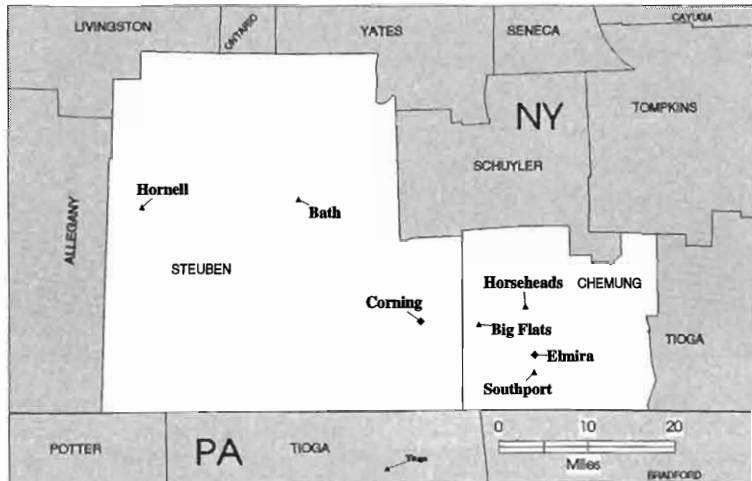 LIVINGSTON
ONTARIO
YATES
SENECA
CAYUGA
TOMPKINS
NY
SCHUYLER
ALLEGANY
Hornell
Bath
STEUBEN
Horseheads
CHEMUNG
Corning
Big Flats
TIOGA
Elmira
Southport
POTTER
PA
TIOGA
Tioga
0 10 20
Miles
BRADFORD